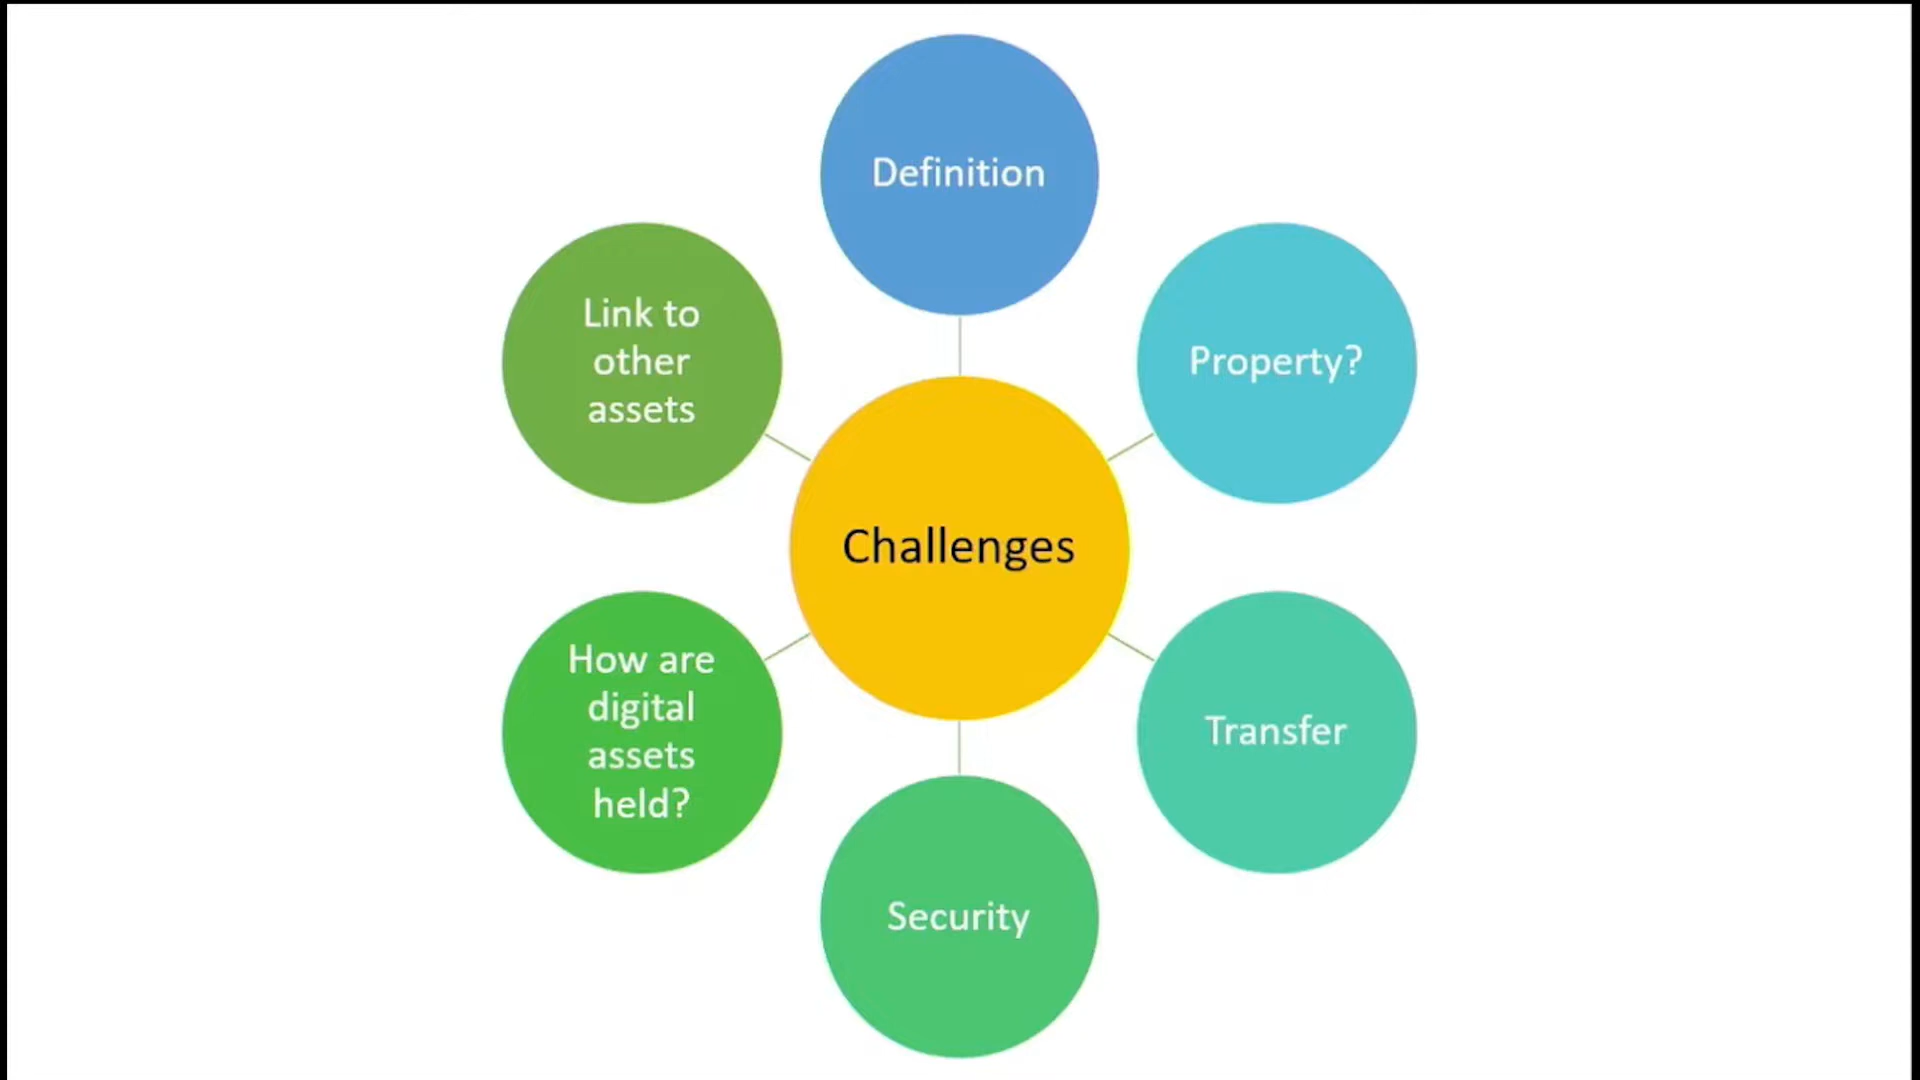 Definition
Property?
Transfer
Security
How are
digital
assets
held?
Link to
other
assets
Challenges